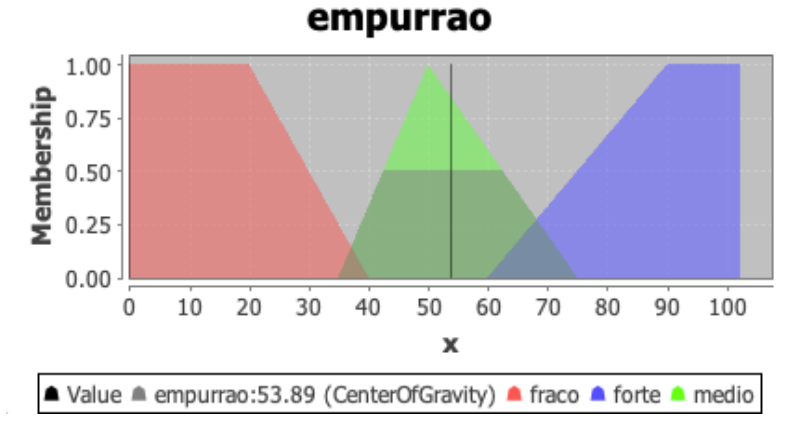 empurrao
Membership
1.00
0.75
0.50
0.25
0.00
0 10 20 30 40 50 60 70 80 90 100
x
Value empurrao:53.89 (CenterOfGravity) fraco forte medio